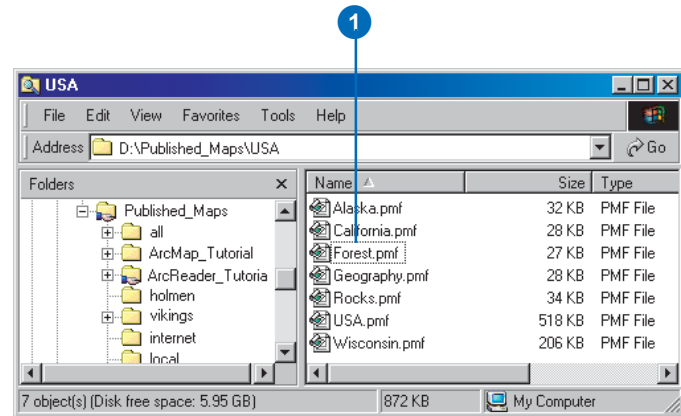 1
USA
File Edit View Favorites Tools Help
Address D:\Published_Maps\USA Go
Folders
Published_Maps
all
ArcMap_Tutorial
ArcReader_Tutoria
holmen
vikings
internet
local
Name Size Type
Alaska.pmf 32 KB PMF File
California.pmf 28 KB PMF File
Forest.pmf 27 KB PMF File
Geography.pmf 28 KB PMF File
Rocks.pmf 34 KB PMF File
USA.pmf 518 KB PMF File
Wisconsin.pmf 206 KB PMF File
7 object(s) (Disk free space: 5.95 GB) 872 KB My Computer